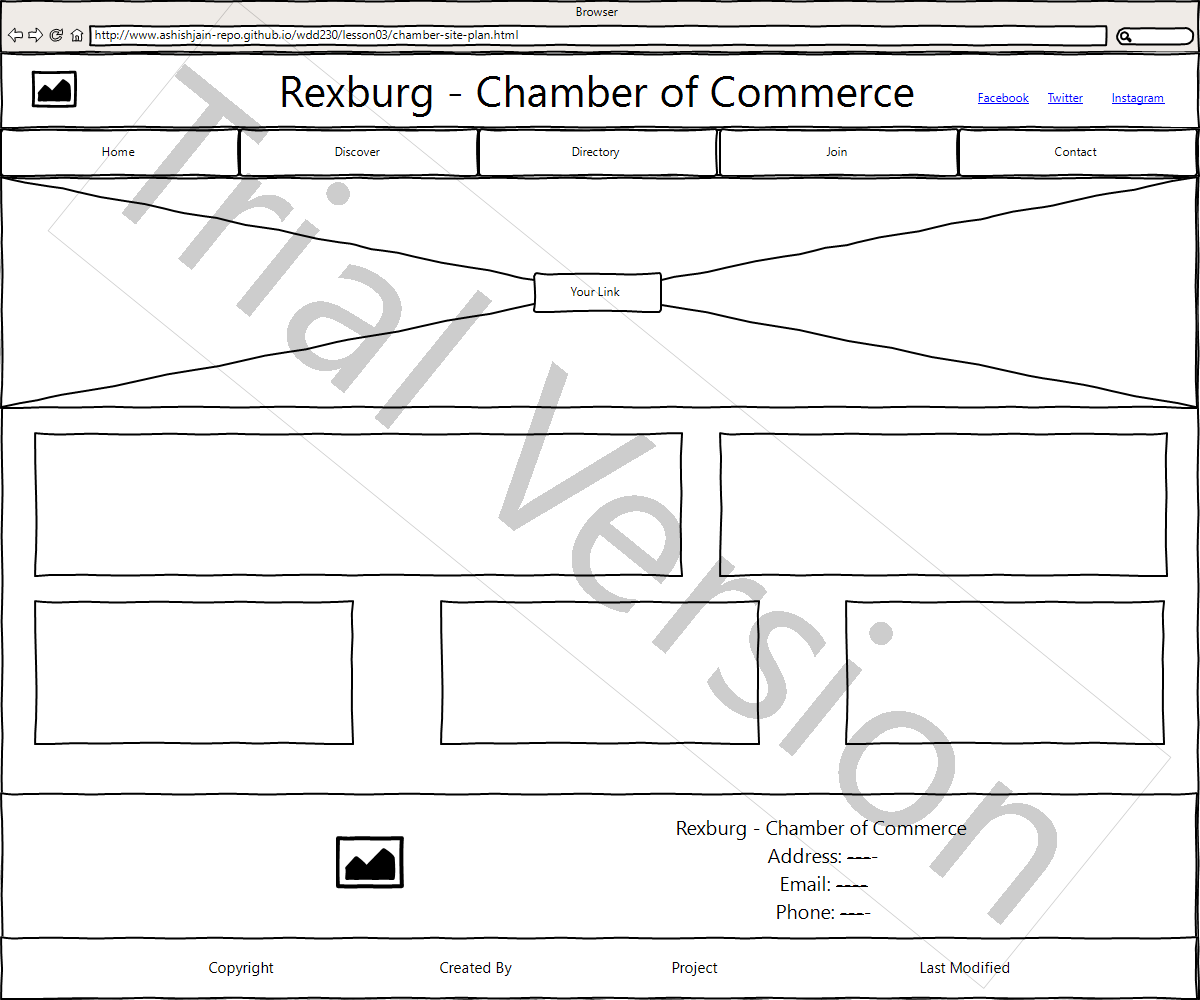 Browser
http://www.ashishjain-repo.github.io/wdd230/lesson03/chamber-site-plan.html
Rexburg - Chamber of Commerce
Facebook Twitter Instagram
Home Discover Directory Join Contact
Your Link
Trial Version
Rexburg - Chamber of Commerce
Address: ----
Email: ----
Phone: ----
Copyright Created By Project Last Modified